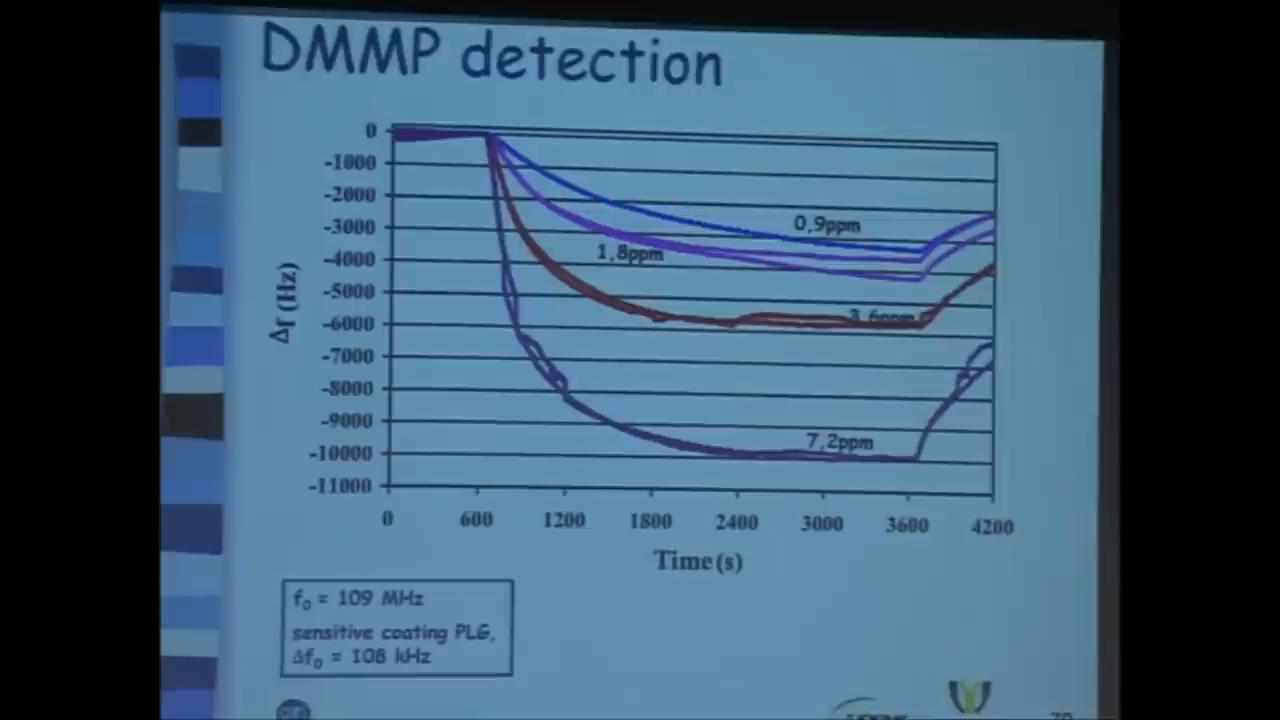 DMMP detection
0
-1000
-2000
-3000
-4000
-5000
-6000
-7000
-8000
-9000
-10000
-11000
Δf (Hz)
0,9ppm
1,8ppm
3,6ppm
7,2ppm
0 600 1200 1800 2400 3000 3600 4200
Time (s)
f₀ = 109 MHz
sensitive coating PLG,
Δf₀ = 108 kHz